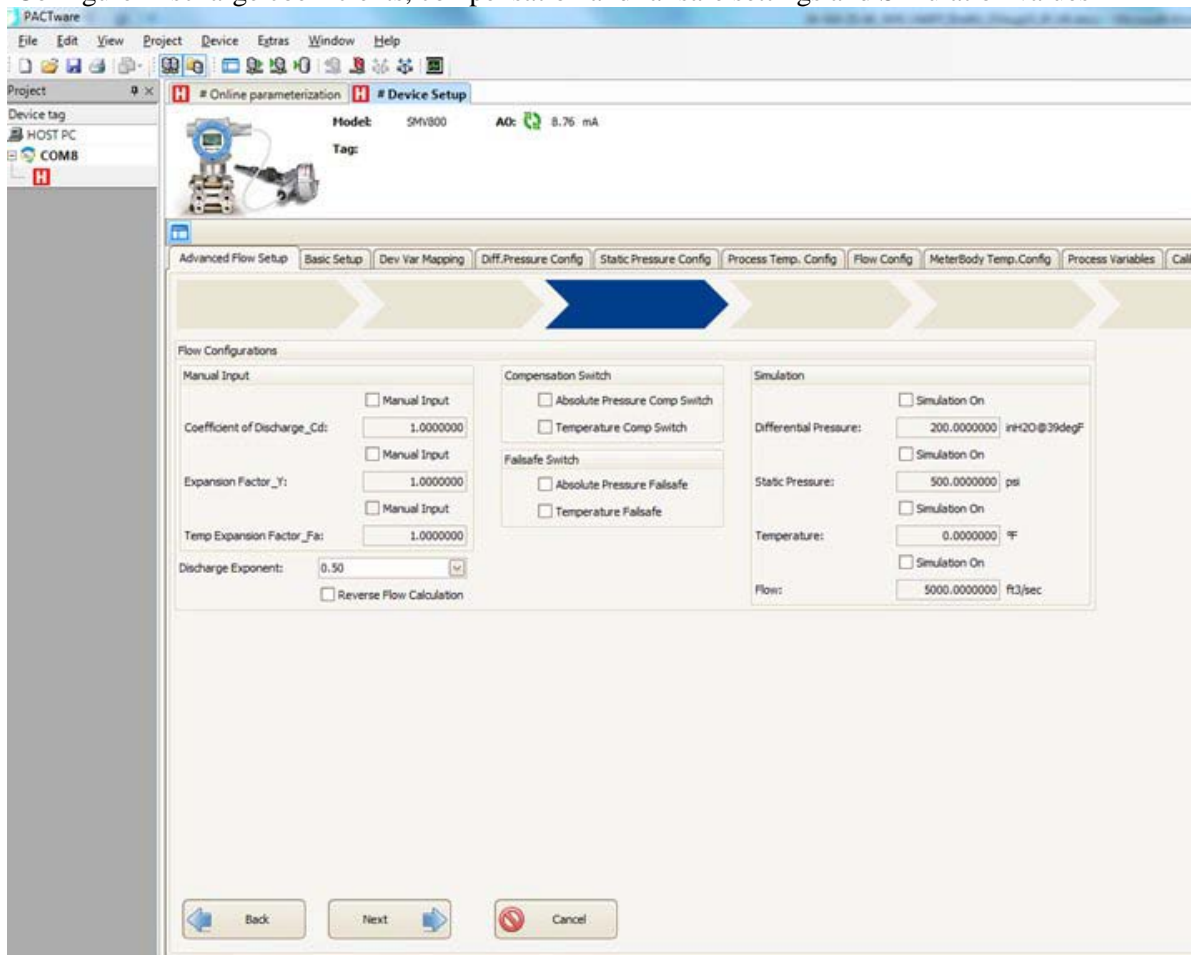 PACTware
File Edit View Project Device Extras Window Help
Project
# Online parameterization # Device Setup
Device tag
HOST PC
COM8
Model: SMV800 AO: 8.76 mA
Tag:
Advanced Flow Setup Basic Setup Dev Var Mapping Diff.Pressure Config Static Pressure Config Process Temp. Config Flow Config MeterBody Temp.Config Process Variables
Flow Configurations
Manual Input Compensation Switch Simulation
Manual Input Absolute Pressure Comp Switch Simulation On
Coefficient of Discharge_Cd: 1.0000000 Temperature Comp Switch Differential Pressure: 200.0000000 inH2O@39degF
Manual Input Failsafe Switch Simulation On
Expansion Factor_Y: 1.0000000 Absolute Pressure Failsafe Static Pressure: 500.0000000 psi
Manual Input Temperature Failsafe Simulation On
Temp Expansion Factor_Fa: 1.0000000 Temperature: 0.0000000 °F
Discharge Exponent: 0.50 Simulation On
Reverse Flow Calculation Flow: 5000.0000000 ft3/sec
Back Next Cancel